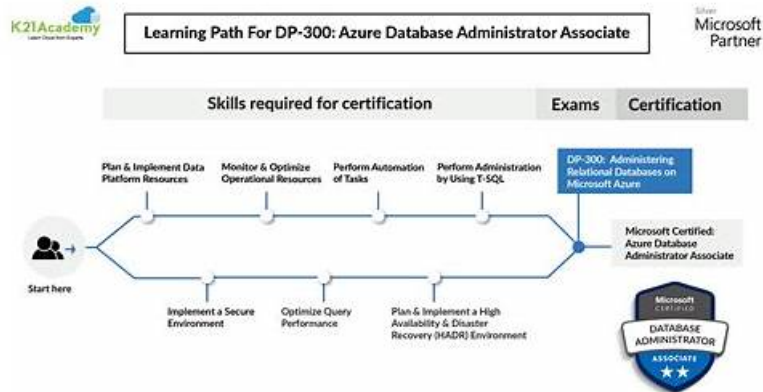 K21Academy
Learn Cloud from Experts
Learning Path For DP-300: Azure Database Administrator Associate
Silver
Microsoft
Partner
Skills required for certification
Exams
Certification
Plan & Implement Data
Platform Resources
Monitor & Optimize
Operational Resources
Perform Automation
of Tasks
Perform Administration
by Using T-SQL
DP-300: Administering
Relational Databases on
Microsoft Azure
Start here
Microsoft Certified:
Azure Database
Administrator Associate
Implement a Secure
Environment
Optimize Query
Performance
Plan & Implement a High
Availability & Disaster
Recovery (HADR) Environment
Microsoft
CERTIFIED
DATABASE
ADMINISTRATOR
ASSOCIATE